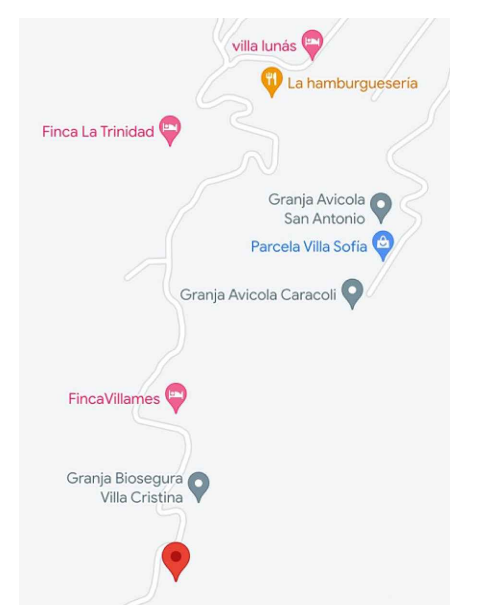 villa lunás
La hamburguesería
Finca La Trinidad
Granja Avicola
San Antonio
Parcela Villa Sofía
Granja Avicola Caracoli
FincaVillames
Granja Biosegura
Villa Cristina